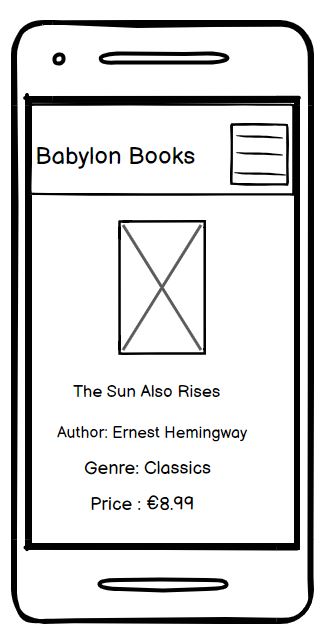 Babylon Books
The Sun Also Rises
Author: Ernest Hemingway
Genre: Classics
Price : €8.99